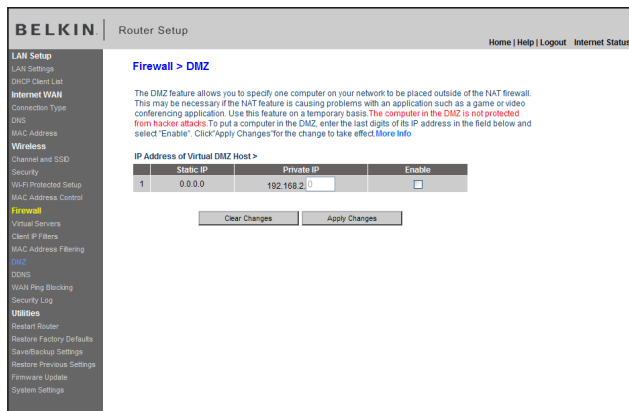 BELKIN.
Router Setup
Home | Help | Logout Internet Status
LAN Setup
LAN Settings
DHCP Client List
Internet WAN
Connection Type
DNS
MAC Address
Wireless
Channel and SSID
Security
Wi-Fi Protected Setup
MAC Address Control
Firewall
Virtual Servers
Client IP Filters
MAC Address Filtering
DMZ
DDNS
WAN Ping Blocking
Security Log
Utilities
Restart Router
Restore Factory Defaults
Save/Backup Settings
Restore Previous Settings
Firmware Update
System Settings
Firewall > DMZ
The DMZ feature allows you to specify one computer on your network to be placed outside of the NAT firewall.
This may be necessary if the NAT feature is causing problems with an application such as a game or video
conferencing application. Use this feature on a temporary basis.The computer in the DMZ is not protected
from hacker attacks.To put a computer in the DMZ, enter the last digits of its IP address in the field below and
select "Enable". Click"Apply Changes"for the change to take effect.More Info
IP Address of Virtual DMZ Host >
Static IP Private IP Enable
1 0.0.0.0 192.168.2. 0
Clear Changes Apply Changes